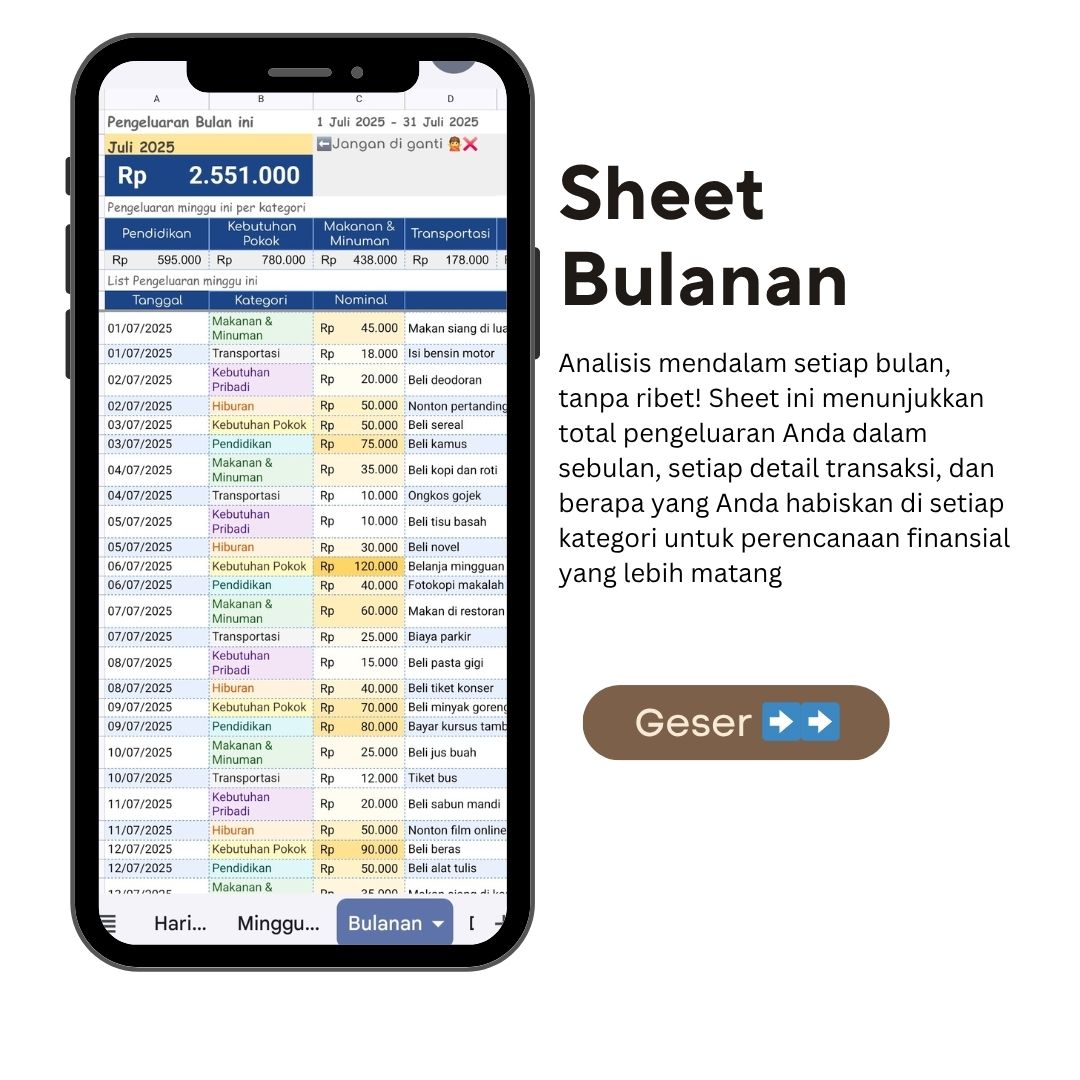 A B C D
Pengeluaran Bulan ini 1 Juli 2025 - 31 Juli 2025
Juli 2025 ⬅️Jangan di ganti 🙅❌
Rp 2.551.000
Pengeluaran minggu ini per kategori
Pendidikan Kebutuhan Pokok Makanan & Minuman Transportasi
Rp 595.000 Rp 780.000 Rp 438.000 Rp 178.000
List Pengeluaran minggu ini
Tanggal Kategori Nominal
01/07/2025 Makanan & Minuman Rp 45.000 Makan siang di lua
01/07/2025 Transportasi Rp 18.000 Isi bensin motor
02/07/2025 Kebutuhan Pribadi Rp 20.000 Beli deodoran
02/07/2025 Hiburan Rp 50.000 Nonton pertanding
03/07/2025 Kebutuhan Pokok Rp 50.000 Beli sereal
03/07/2025 Pendidikan Rp 75.000 Beli kamus
04/07/2025 Makanan & Minuman Rp 35.000 Beli kopi dan roti
04/07/2025 Transportasi Rp 10.000 Ongkos gojek
05/07/2025 Kebutuhan Pribadi Rp 10.000 Beli tisu basah
05/07/2025 Hiburan Rp 30.000 Beli novel
06/07/2025 Kebutuhan Pokok Rp 120.000 Belanja mingguan
06/07/2025 Pendidikan Rp 40.000 Fotokopi makalah
07/07/2025 Makanan & Minuman Rp 60.000 Makan di restoran
07/07/2025 Transportasi Rp 25.000 Biaya parkir
08/07/2025 Kebutuhan Pribadi Rp 15.000 Beli pasta gigi
08/07/2025 Hiburan Rp 40.000 Beli tiket konser
09/07/2025 Kebutuhan Pokok Rp 70.000 Beli minyak goreng
09/07/2025 Pendidikan Rp 80.000 Bayar kursus tamb
10/07/2025 Makanan & Minuman Rp 25.000 Beli jus buah
10/07/2025 Transportasi Rp 12.000 Tiket bus
11/07/2025 Kebutuhan Pribadi Rp 20.000 Beli sabun mandi
11/07/2025 Hiburan Rp 50.000 Nonton film online
12/07/2025 Kebutuhan Pokok Rp 90.000 Beli beras
12/07/2025 Pendidikan Rp 50.000 Beli alat tulis
Makanan &
Hari... Minggu... Bulanan
Sheet
Bulanan
Analisis mendalam setiap bulan,
tanpa ribet! Sheet ini menunjukkan
total pengeluaran Anda dalam
sebulan, setiap detail transaksi, dan
berapa yang Anda habiskan di setiap
kategori untuk perencanaan finansial
yang lebih matang
Geser ➡️➡️